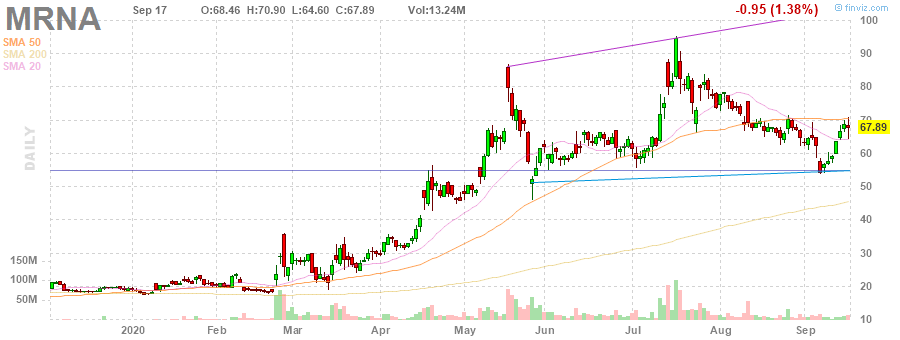 MRNA
Sep 17 O:68.46 H:70.90 L:64.60 C:67.89 Vol:13.24M -0.95 (1.38%) © finviz.com
SMA 50
SMA 200
SMA 20
DAILY
100
90
80
70
67.89
60
50
40
30
20
10
150M
100M
50M
2020 Feb Mar Apr May Jun Jul Aug Sep